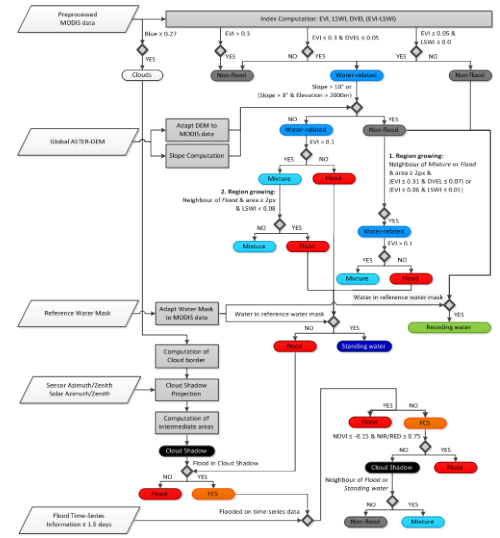 Preprocessed
MODIS data
Index Computation: EVI, LSWI, DVEL, (EVI-LSWI)
Blue ≥ 0.27
EVI > 0.3
EVI ≤ 0.3 & DVEL ≤ 0.05
EVI ≤ 0.05 &
LSWI ≤ 0.0
YES
YES
NO
YES
NO
YES
Clouds
Non-flood
Water-related
Non-flood
Slope > 10° or
(Slope > 8° & Elevation > 2000m)
Global ASTER-DEM
Adapt DEM to
MODIS data
Slope Computation
NO
YES
Water-related
Non-flood
EVI > 0.1
YES
NO
Mixture
Flood
1. Region growing:
Neighbour of Mixture or Flood
& area ≥ 2px &
(EVI ≤ 0.31 & DVEL ≤ 0.07) or
(EVI ≤ 0.06 & LSWI ≤ 0.01)
2. Region growing:
Neighbour of Flood & area ≥ 2px
& LSWI < 0.08
NO
YES
Mixture
Flood
YES
Water-related
EVI > 0.1
YES
NO
Mixture
Flood
Water in reference water mask
Reference Water Mask
Adapt Water Mask
to MODIS data
Water in reference water mask
YES
Receding water
NO
YES
Flood
Standing water
Computation of
Cloud border
Sensor Azimuth/Zenith
Solar Azimuth/Zenith
Cloud Shadow
Projection
Computation of
intermediate areas
Cloud Shadow
Flood in Cloud Shadow
NO
YES
Flood
FCS
YES
NO
Flood
FCS
NDVI ≤ -0.15 & NIR/RED ≤ 0.75
NO
YES
Cloud Shadow
Flood
Neighbour of Flood or
Standing water
NO
YES
Non-flood
Mixture
Flooded on time-series data
Flood Time-Series
Information ≤ 1.5 days